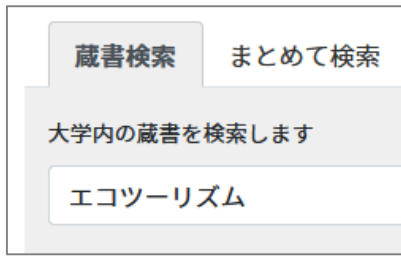 蔵書検索 まとめて検索
大学内の蔵書を検索します
エコツーリズム